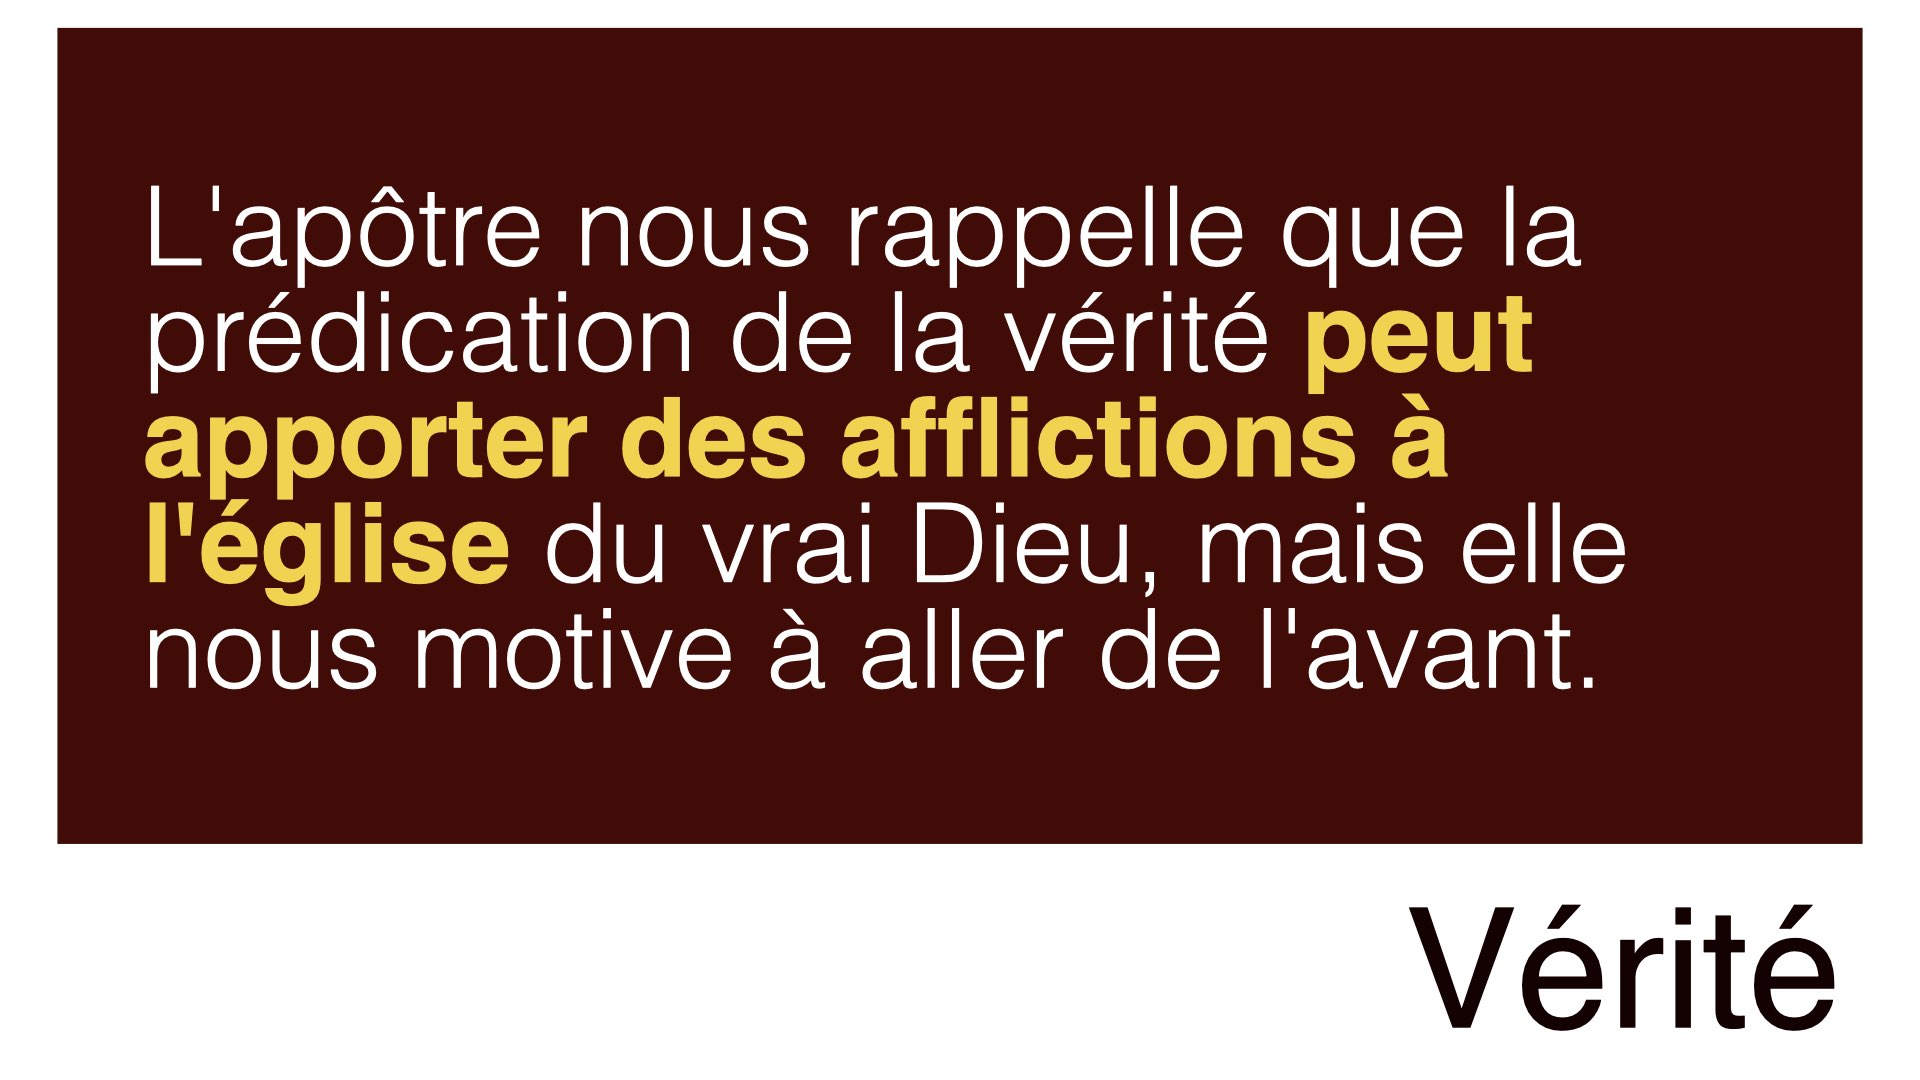 L'apôtre nous rappelle que la
prédication de la vérité peut
apporter des afflictions à
l'église du vrai Dieu, mais elle
nous motive à aller de l'avant.
Vérité